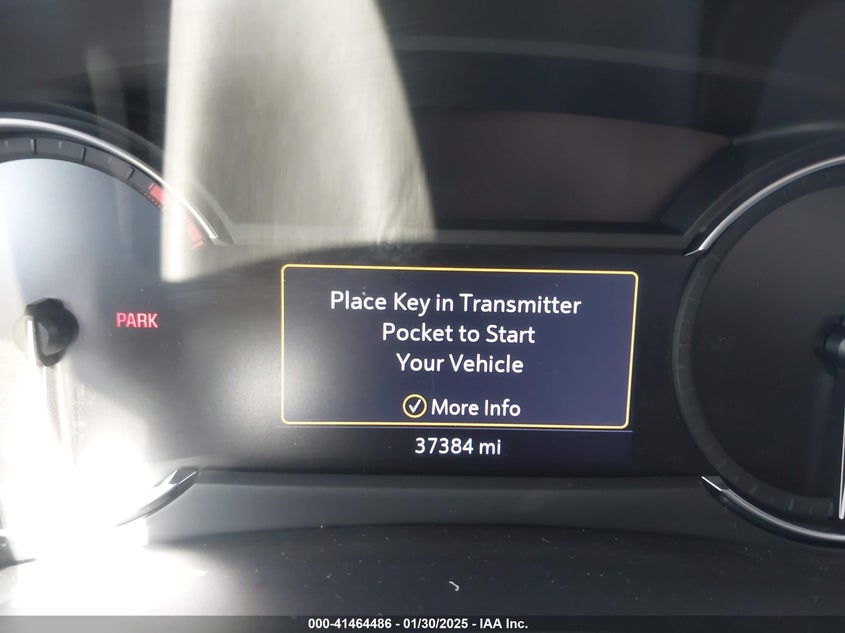 PARK
Place Key in Transmitter
Pocket to Start
Your Vehicle
More Info
37384 mi
000-41464486 - 01/30/2025 - IAA Inc.